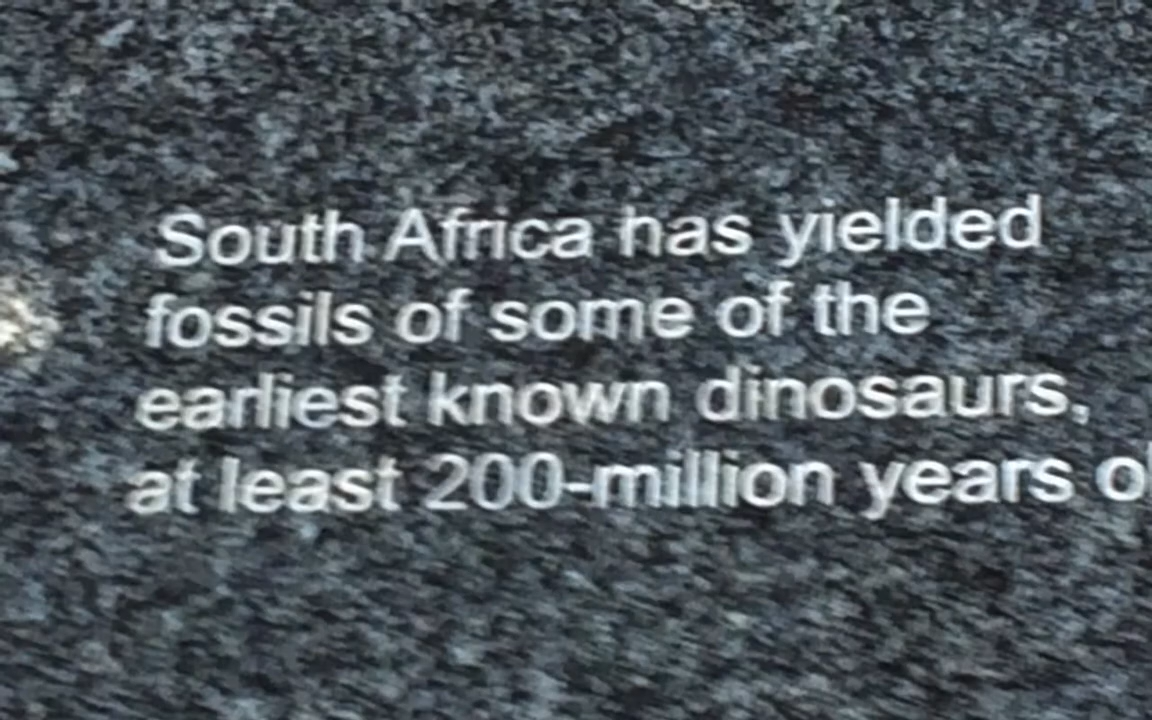 South Africa has yielded
fossils of some of the
earliest known dinosaurs,
at least 200-million years